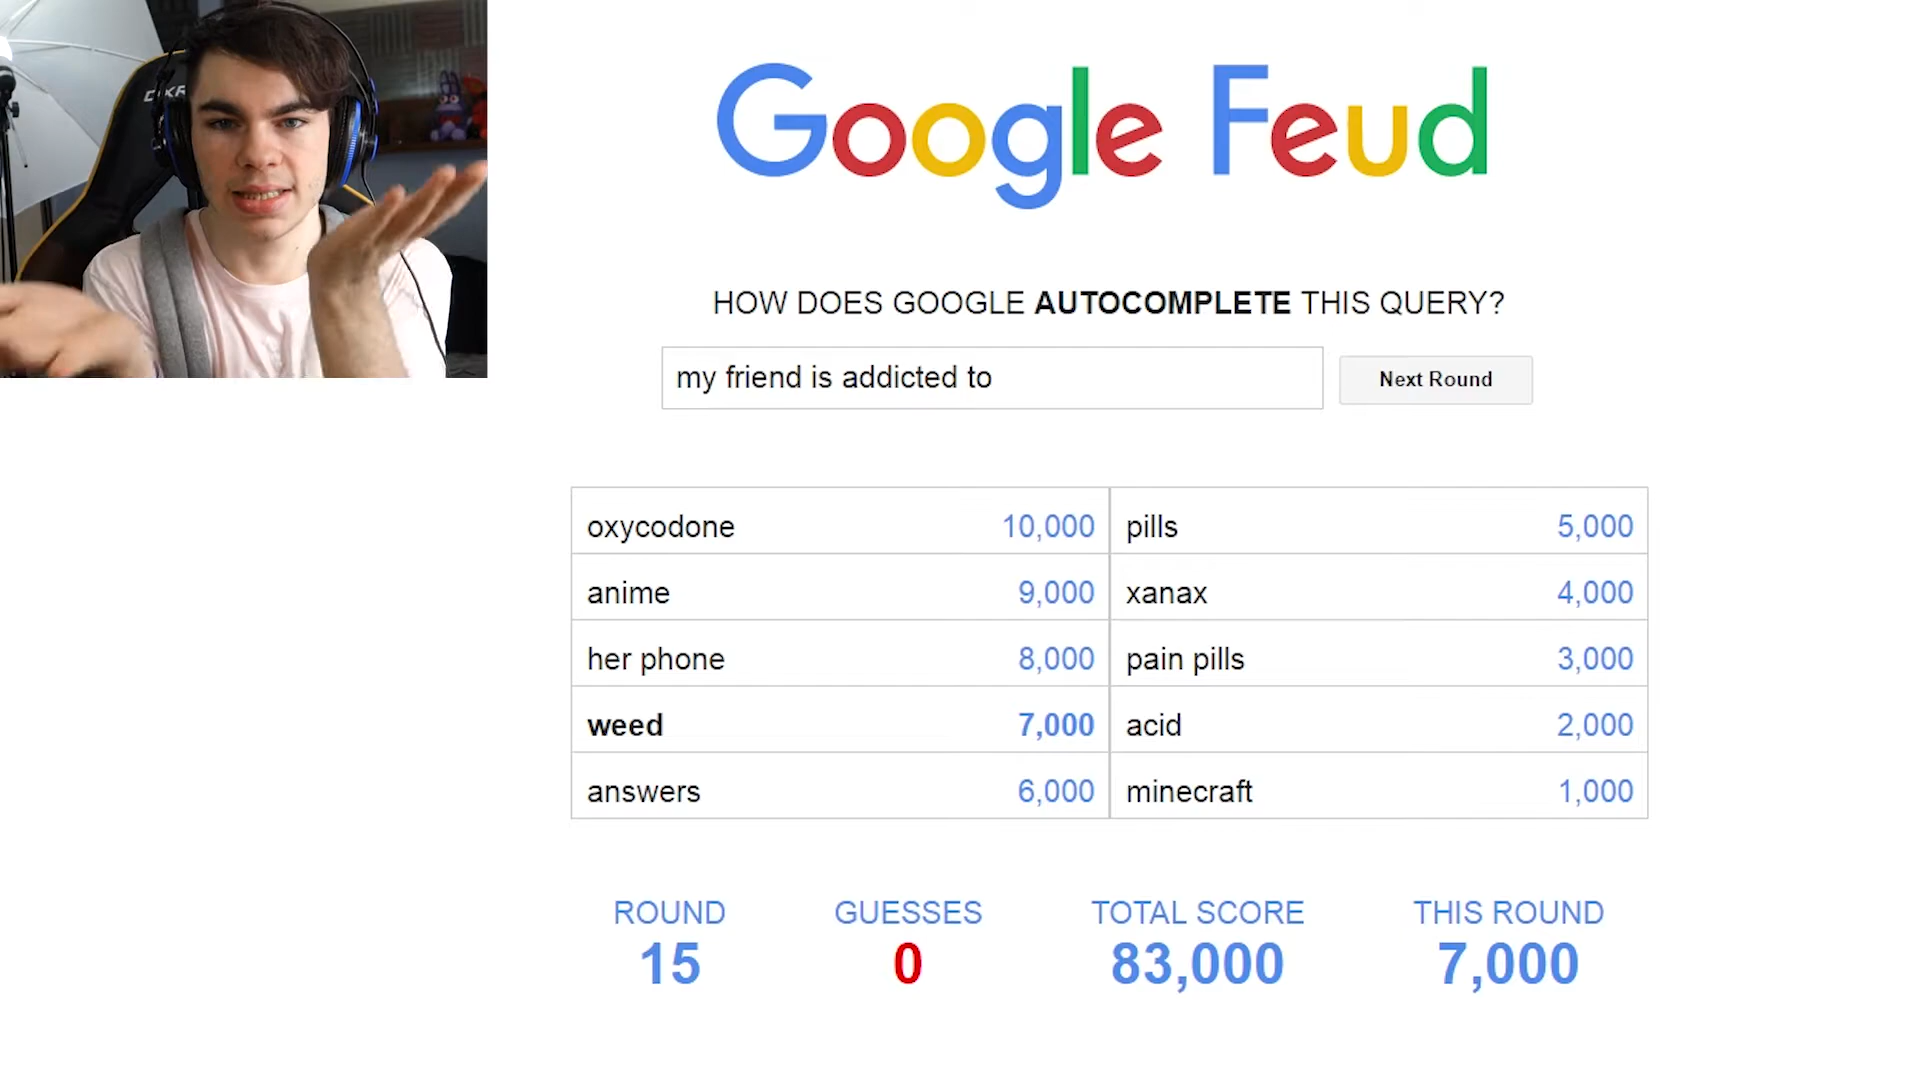 Google Feud
HOW DOES GOOGLE AUTOCOMPLETE THIS QUERY?
my friend is addicted to
Next Round
oxycodone 10,000 pills 5,000
anime 9,000 xanax 4,000
her phone 8,000 pain pills 3,000
weed 7,000 acid 2,000
answers 6,000 minecraft 1,000
ROUND GUESSES TOTAL SCORE THIS ROUND
15 0 83,000 7,000